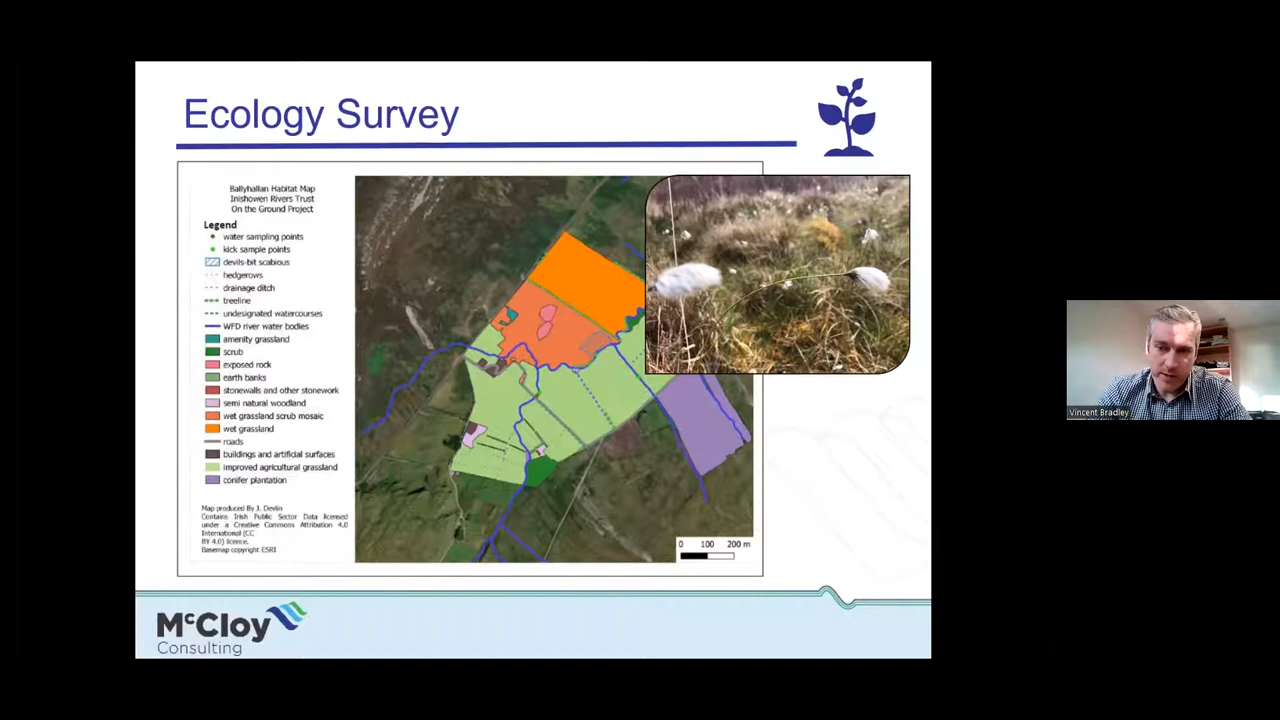 Ecology Survey
Ballyhallan Habitat Map
Inishowen Rivers Trust
On the Ground Project
Legend
water sampling points
kick sample points
devils-bit scabious
hedgerows
drainage ditch
treeline
undesignated watercourses
WFD river water bodies
amenity grassland
scrub
exposed rock
earth banks
stonewalls and other stonework
semi natural woodland
wet grassland scrub mosaic
wet grassland
roads
buildings and artificial surfaces
improved agricultural grassland
conifer plantation
Map produced By J. Devlin
Contains Irish Public Sector Data licensed
under a Creative Commons Attribution 4.0
International (CC
BY 4.0) licence.
Basemap copyright ESRI
0 100 200 m
Vincent Bradley
McCloy
Consulting